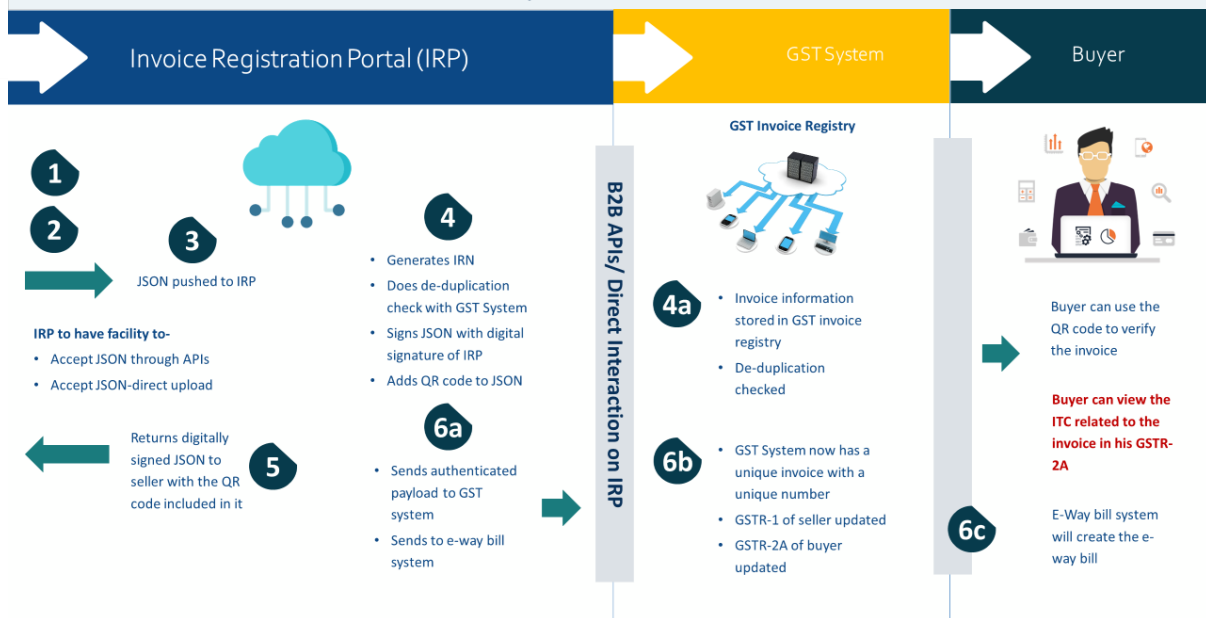 Invoice Registration Portal (IRP)
GST System
Buyer
1
2
3
JSON pushed to IRP
IRP to have facility to-
• Accept JSON through APIs
• Accept JSON-direct upload
Returns digitally
signed JSON to
seller with the QR
code included in it
5
4
• Generates IRN
• Does de-duplication
check with GST System
• Signs JSON with digital
signature of IRP
• Adds QR code to JSON
6a
• Sends authenticated
payload to GST
system
• Sends to e-way bill
system
B2B APIs/ Direct Interaction on IRP
GST Invoice Registry
4a
• Invoice information
stored in GST invoice
registry
• De-duplication
checked
6b
• GST System now has a
unique invoice with a
unique number
• GSTR-1 of seller updated
• GSTR-2A of buyer
updated
Buyer can use the
QR code to verify
the invoice
Buyer can view the
ITC related to the
invoice in his GSTR-
2A
6c
E-Way bill system
will create the e-
way bill